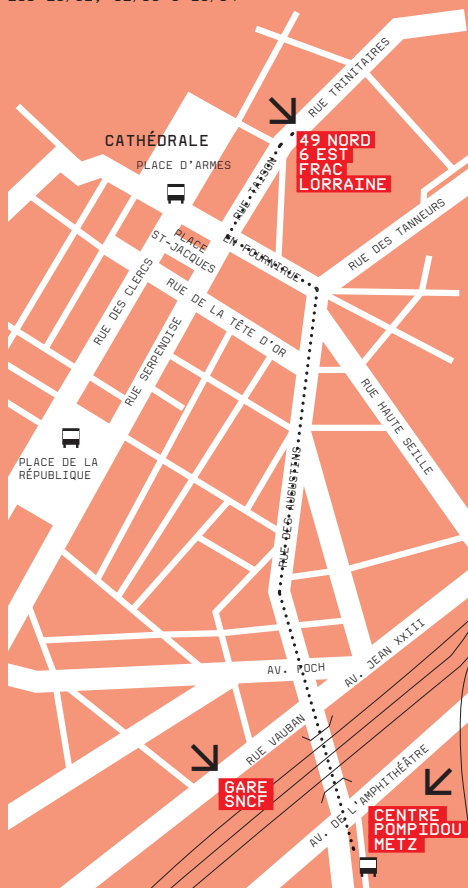 RUE TRINITAIRES
CATHÉDRALE
PLACE D'ARMES
49 NORD
6 EST
FRAC
LORRAINE
RUE TAISON
PLACE
ST-JACQUES
EN FOURNIRUE
RUE DES TANNEURS
RUE DES CLERCS
RUE DE LA TÊTE D'OR
RUE SERPENOISE
RUE HAUTE SEILLE
PLACE DE LA
RÉPUBLIQUE
RUE DES AUGUSTINS
AV. FOCH
AV. JEAN XXIII
RUE VAUBAN
GARE
SNCF
AV. DE L'AMPHITHÉÂTRE
CENTRE
POMPIDOU
METZ